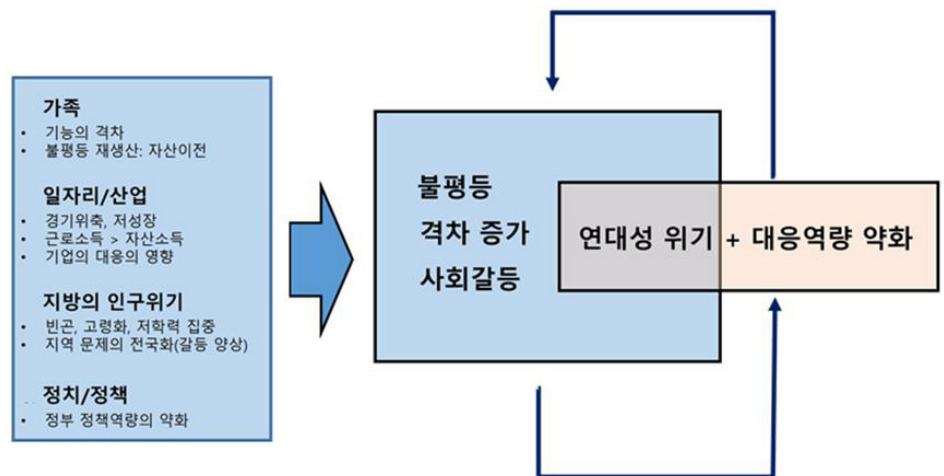 가족
• 기능의 격차
• 불평등 재생산: 자산이전
일자리/산업
• 경기위축, 저성장
• 근로소득 > 자산소득
• 기업의 대응의 영향
지방의 인구위기
• 빈곤, 고령화, 저학력 집중
• 지역 문제의 전국화(갈등 양상)
정치/정책
• 정부 정책역량의 약화
불평등
격차 증가
사회갈등
연대성 위기 + 대응역량 약화